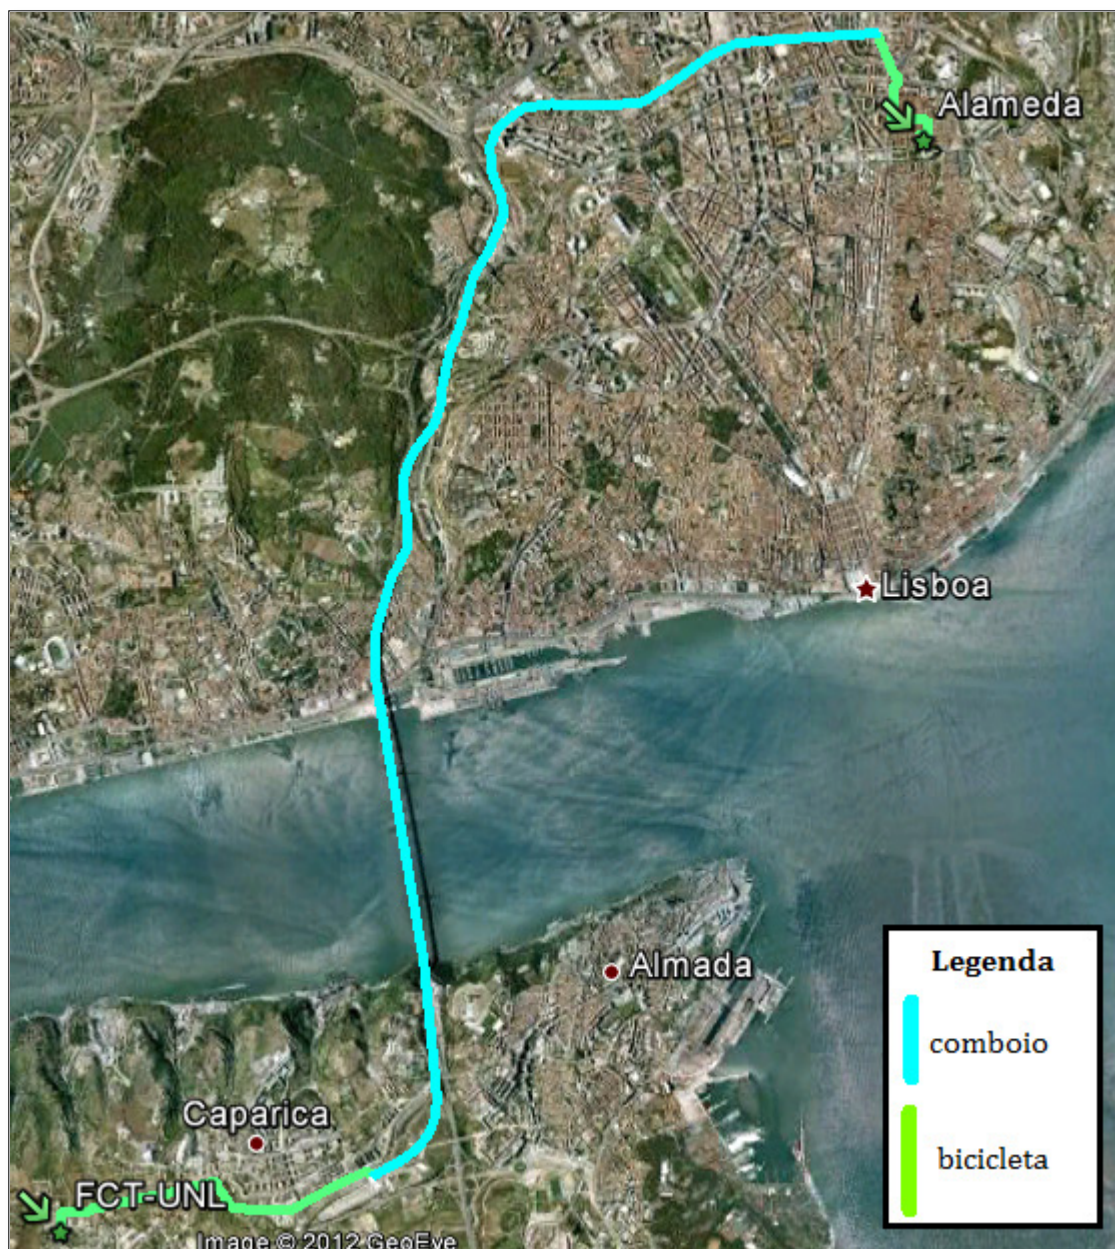 Alameda
Lisboa
Almada
Caparica
FCT-UNL
Image © 2012 GeoEye
Legenda
comboio
bicicleta